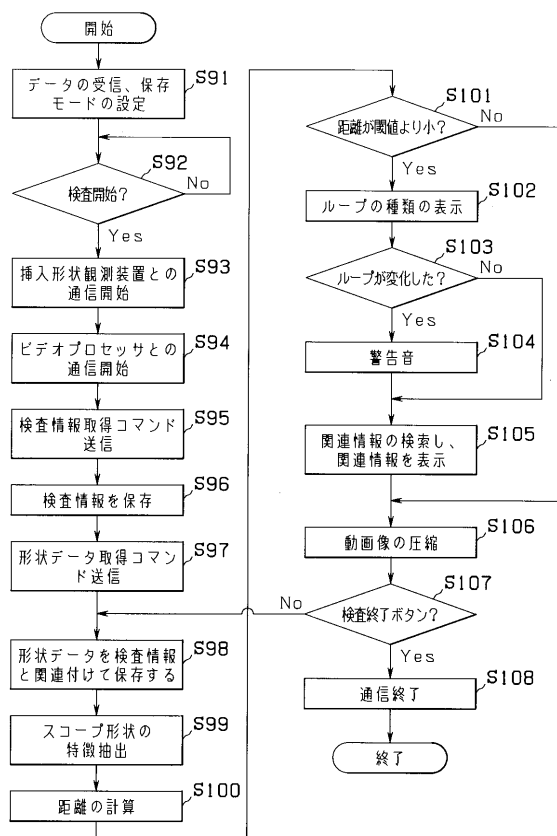 開始
データの受信、保存
モードの設定
S91
検査開始?
S92
No
Yes
挿入形状観測装置との
通信開始
S93
ビデオプロセッサとの
通信開始
S94
検査情報取得コマンド
送信
S95
検査情報を保存
S96
形状データ取得コマン
ド送信
S97
形状データを検査情報
と関連付けて保存する
S98
スコープ形状の
特徴抽出
S99
距離の計算
S100
距離が閾値より小?
S101
No
Yes
ループの種類の表示
S102
ループが変化した?
S103
No
Yes
警告音
S104
関連情報の検索し、
関連情報を表示
S105
動画像の圧縮
S106
検査終了ボタン?
S107
No
Yes
通信終了
S108
終了